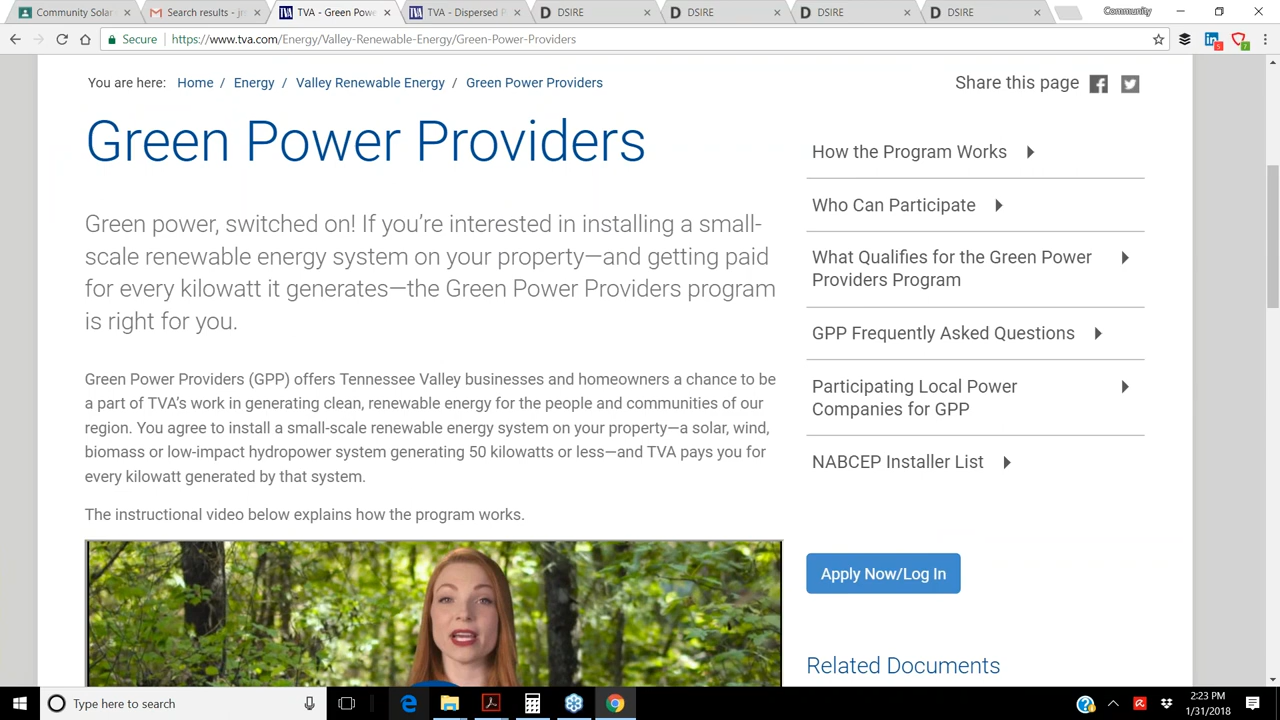 Community Solar
Search results - jn
TVA - Green Powe
TVA - Dispersed P
DSIRE
DSIRE
DSIRE
DSIRE
Community
Secure
https://www.tva.com/Energy/Valley-Renewable-Energy/Green-Power-Providers
You are here: Home / Energy / Valley Renewable Energy / Green Power Providers
Share this page
Green Power Providers
Green power, switched on! If you’re interested in installing a small-
scale renewable energy system on your property—and getting paid
for every kilowatt it generates—the Green Power Providers program
is right for you.
Green Power Providers (GPP) offers Tennessee Valley businesses and homeowners a chance to be
a part of TVA’s work in generating clean, renewable energy for the people and communities of our
region. You agree to install a small-scale renewable energy system on your property—a solar, wind,
biomass or low-impact hydropower system generating 50 kilowatts or less—and TVA pays you for
every kilowatt generated by that system.
The instructional video below explains how the program works.
How the Program Works
Who Can Participate
What Qualifies for the Green Power
Providers Program
GPP Frequently Asked Questions
Participating Local Power
Companies for GPP
NABCEP Installer List
Apply Now/Log In
Related Documents
Type here to search
2:23 PM
1/31/2018